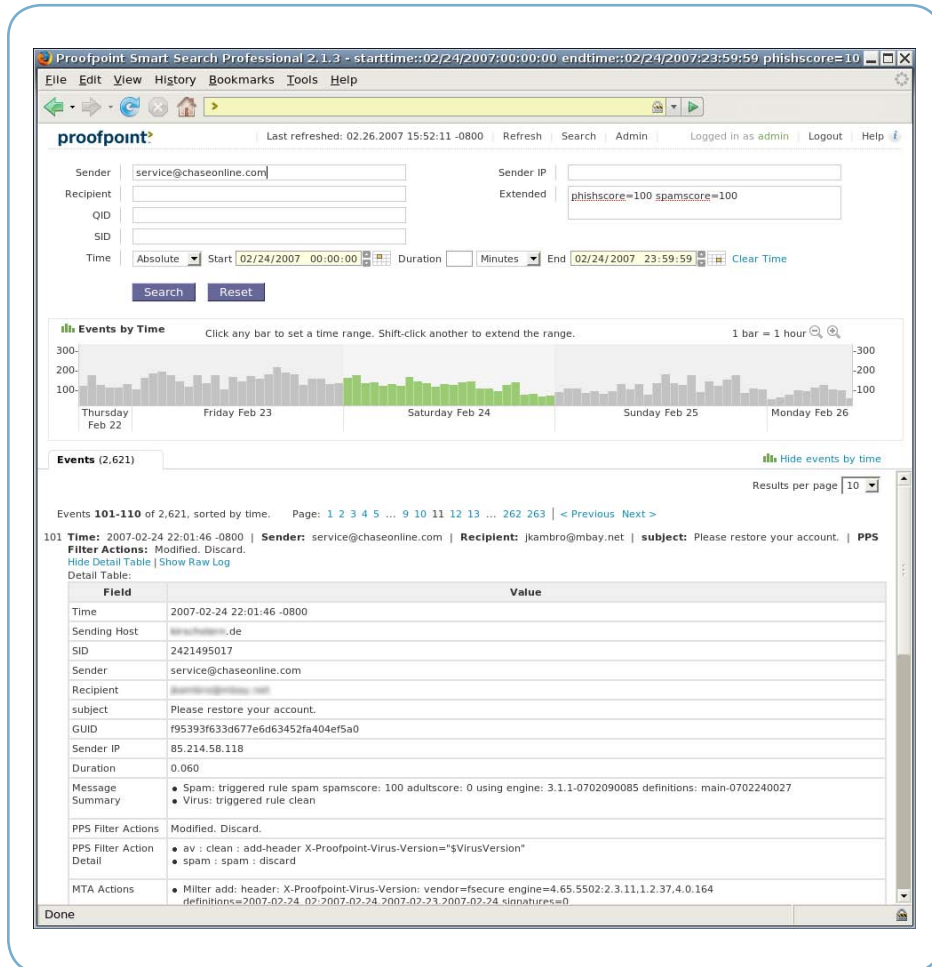 Proofpoint Smart Search Professional 2.1.3 - starttime::02/24/2007:00:00:00 endtime::02/24/2007:23:59:59 phishscore=10
File Edit View History Bookmarks Tools Help
proofpoint
Last refreshed: 02.26.2007 15:52:11 -0800 Refresh Search Admin Logged in as admin Logout Help i
Sender service@chaseonline.com Sender IP
Recipient Extended phishscore=100 spamscore=100
QID
SID
Time Absolute Start 02/24/2007 00:00:00 Duration Minutes End 02/24/2007 23:59:59 Clear Time
Search Reset
Events by Time Click any bar to set a time range. Shift-click another to extend the range. 1 bar = 1 hour
300- -300
200- -200
100- -100
Thursday Feb 22 Friday Feb 23 Saturday Feb 24 Sunday Feb 25 Monday Feb 26
Events (2,621) Hide events by time
Results per page 10
Events 101-110 of 2,621, sorted by time. Page: 1 2 3 4 5 ... 9 10 11 12 13 ... 262 263 | < Previous Next >
101 Time: 2007-02-24 22:01:46 -0800 | Sender: service@chaseonline.com | Recipient: jkambro@mbay.net | subject: Please restore your account. | PPS
Filter Actions: Modified. Discard.
Hide Detail Table | Show Raw Log
Detail Table:
Field Value
Time 2007-02-24 22:01:46 -0800
Sending Host .de
SID 2421495017
Sender service@chaseonline.com
Recipient
subject Please restore your account.
GUID f95393f633d677e6d63452fa404ef5a0
Sender IP 85.214.58.118
Duration 0.060
Message Summary • Spam: triggered rule spam spamscore: 100 adultscore: 0 using engine: 3.1.1-0702090085 definitions: main-0702240027
• Virus: triggered rule clean
PPS Filter Actions Modified. Discard.
PPS Filter Action Detail • av : clean : add-header X-Proofpoint-Virus-Version="$VirusVersion"
• spam : spam : discard
MTA Actions • Milter add: header: X-Proofpoint-Virus-Version: vendor=fsecure engine=4.65.5502:2.3.11,1.2.37,4.0.164
definitions=2007-02-24_02:2007-02-24,2007-02-23,2007-02-24 signatures=0
Done